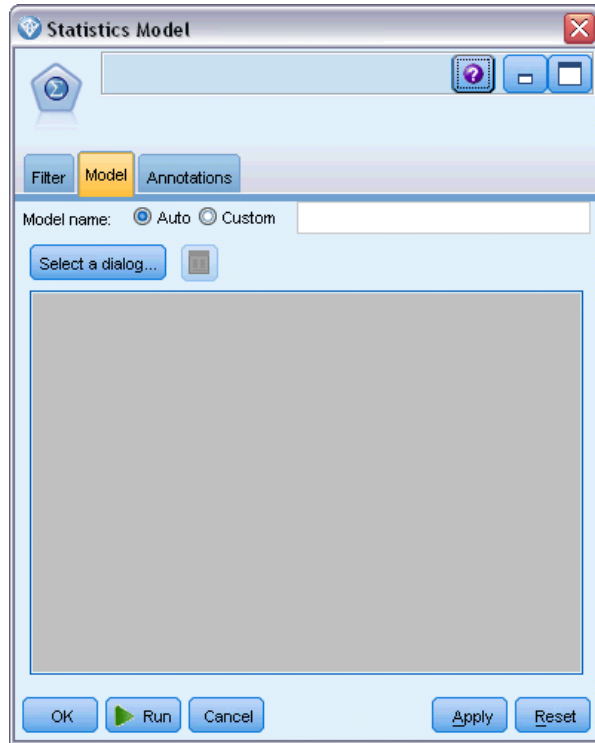 Statistics Model
Filter Model Annotations
Model name: Auto Custom
Select a dialog...
OK Run Cancel Apply Reset